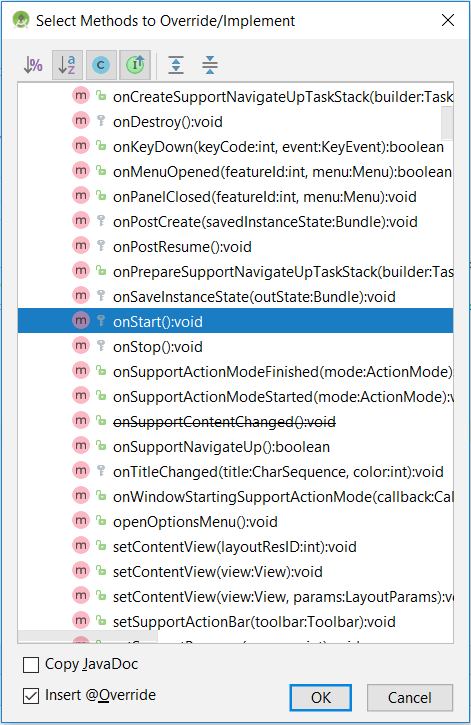 Select Methods to Override/Implement
onCreateSupportNavigateUpTaskStack(builder:Task
onDestroy():void
onKeyDown(keyCode:int, event:KeyEvent):boolean
onMenuOpened(featureId:int, menu:Menu):boolean
onPanelClosed(featureId:int, menu:Menu):void
onPostCreate(savedInstanceState:Bundle):void
onPostResume():void
onPrepareSupportNavigateUpTaskStack(builder:Tas
onSaveInstanceState(outState:Bundle):void
onStart():void
onStop():void
onSupportActionModeFinished(mode:ActionMode)
onSupportActionModeStarted(mode:ActionMode):v
onSupportContentChanged():void
onSupportNavigateUp():boolean
onTitleChanged(title:CharSequence, color:int):void
onWindowStartingSupportActionMode(callback:Cal
openOptionsMenu():void
setContentView(layoutResID:int):void
setContentView(view:View):void
setContentView(view:View, params:LayoutParams):v
setSupportActionBar(toolbar:Toolbar):void
Copy JavaDoc
Insert @Override
OK Cancel